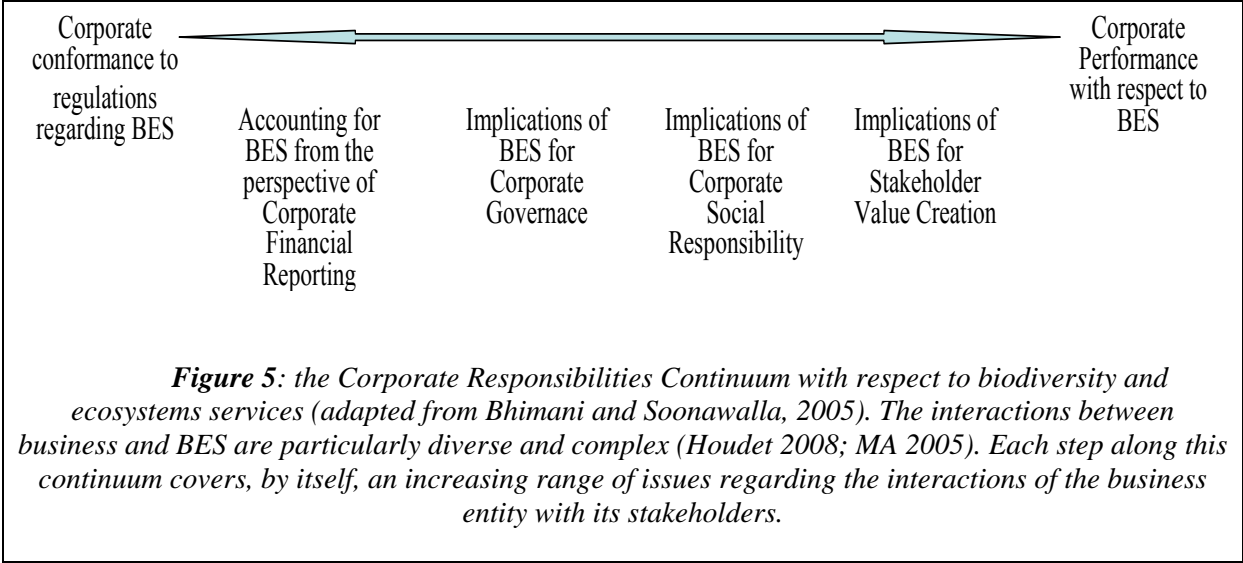 Corporate
conformance to
regulations
regarding BES
Accounting for
BES from the
perspective of
Corporate
Financial
Reporting
Implications of
BES for
Corporate
Governace
Implications of
BES for
Corporate
Social
Responsibility
Implications of
BES for
Stakeholder
Value Creation
Corporate
Performance
with respect to
BES
Figure 5: the Corporate Responsibilities Continuum with respect to biodiversity and
ecosystems services (adapted from Bhimani and Soonawalla, 2005). The interactions between
business and BES are particularly diverse and complex (Houdet 2008; MA 2005). Each step along this
continuum covers, by itself, an increasing range of issues regarding the interactions of the business
entity with its stakeholders.